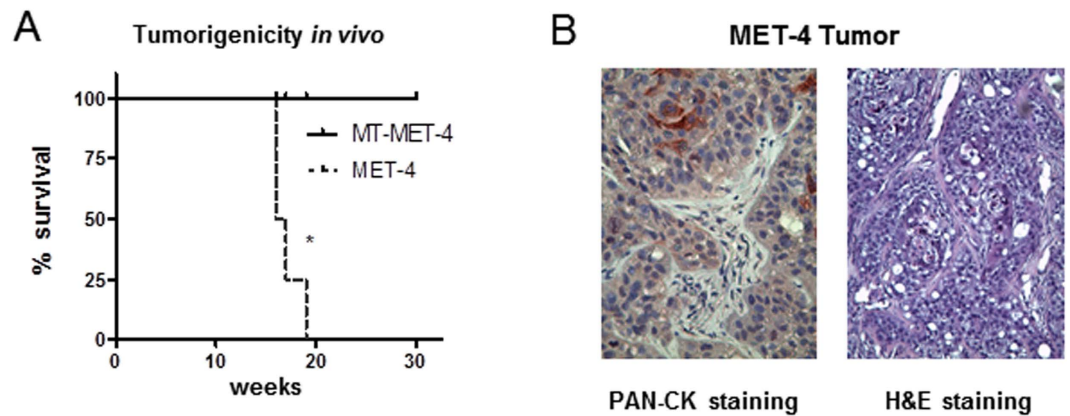 A
Tumorigenicity in vivo
% survival
100
75
50
25
0
MT-MET-4
MET-4
*
0 10 20 30
weeks
B
MET-4 Tumor
PAN-CK staining
H&E staining